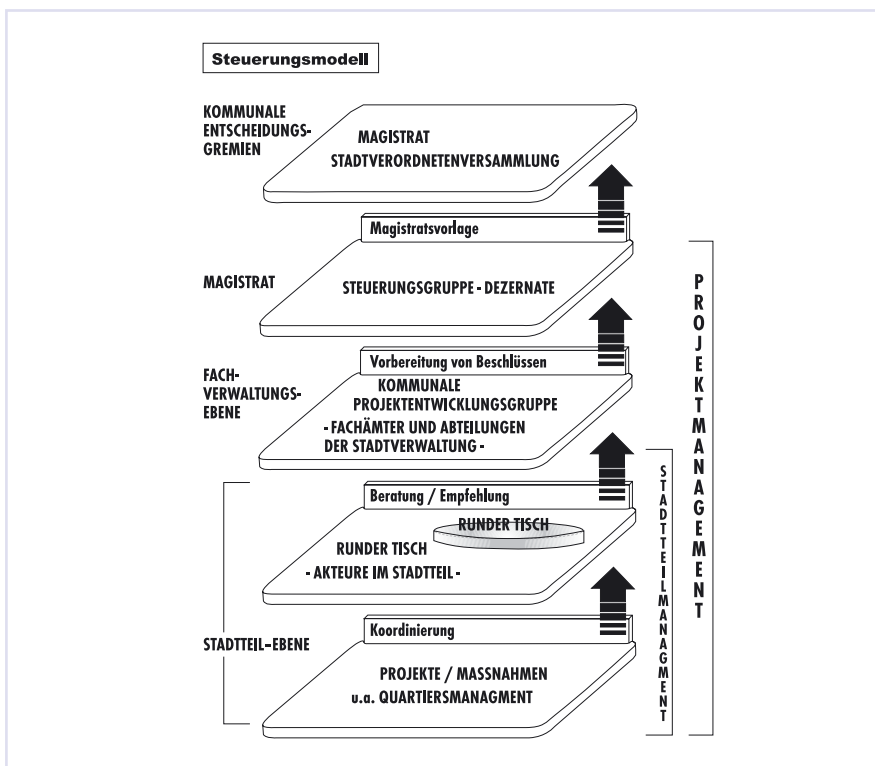 Steuerungsmodell
KOMMUNALE
ENTSCHEIDUNGS-
GREMIEN
MAGISTRAT
STADTVERORDNETENVERSAMMLUNG
Magistratsvorlage
MAGISTRAT
STEUERUNGSGRUPPE - DEZERNATE
Vorbereitung von Beschlüssen
FACH-
VERWALTUNGS-
EBENE
KOMMUNALE
PROJEKTENTWICKLUNGSGRUPPE
- FACHÄMTER UND ABTEILUNGEN
DER STADTVERWALTUNG -
Beratung / Empfehlung
RUNDER TISCH
RUNDER TISCH
- AKTEURE IM STADTTEIL -
STADTTEIL-EBENE
Koordinierung
PROJEKTE / MASSNAHMEN
u.a. QUARTIERSMANAGMENT
STADTTEILMANAGMENT
PROJEKTMANAGEMENT